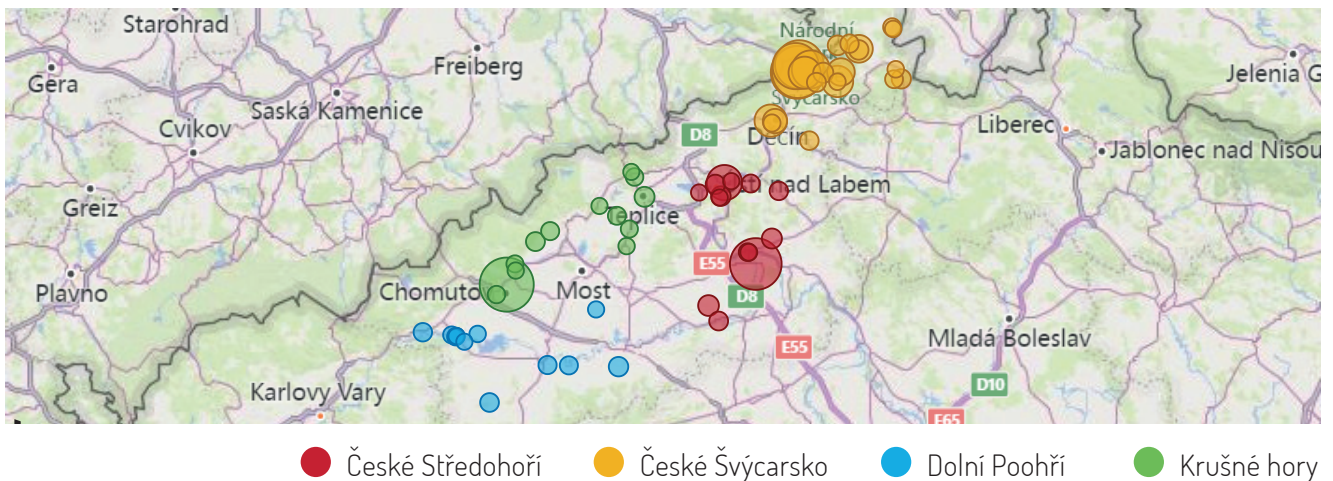 Starohrad
Národní
Freiberg
Gera
Jelenia G
Saská Kamenice
Švýcarsko
Cvikov
Liberec
D8
Děčín
Jablonec nad Nisou
nad Labem
Greiz
Teplice
E55
Plavno
Chomutov
Most
D8
Mladá Boleslav
E55
Karlovy Vary
D10
E65
České Středohoří
České Švýcarsko
Dolní Poohří
Krušné hory